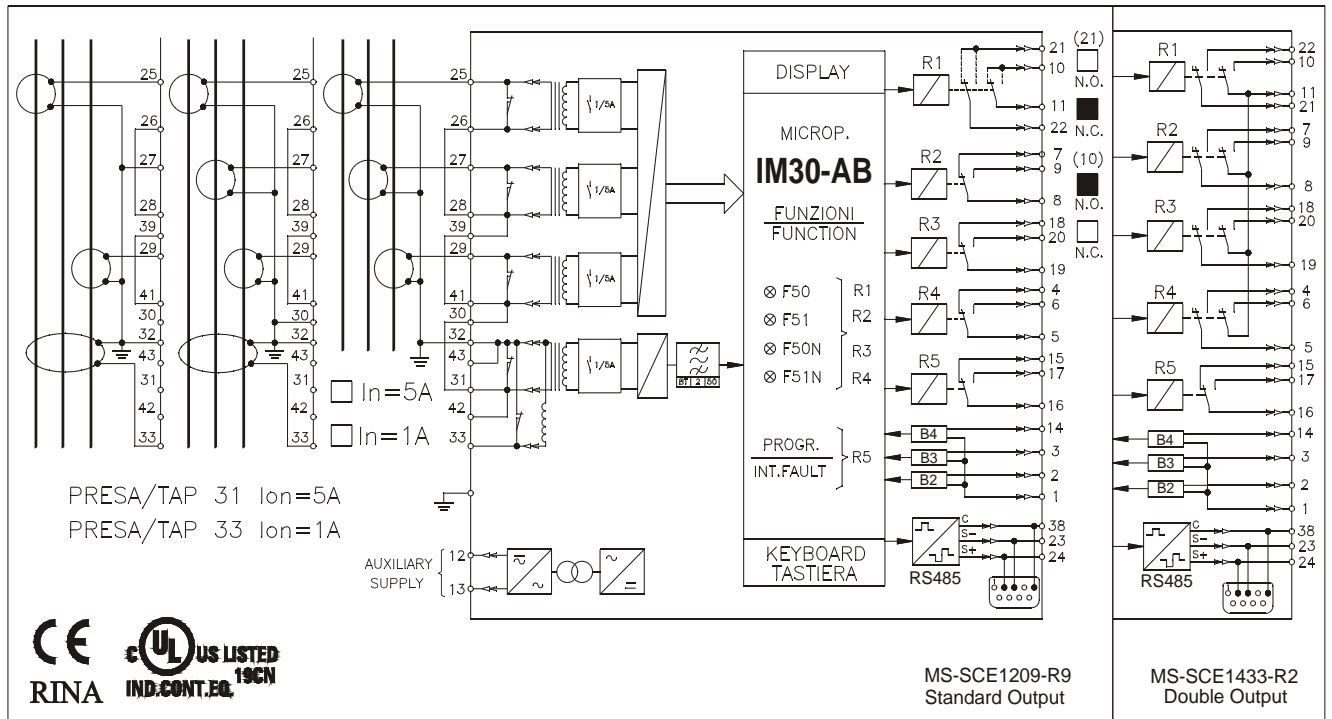 25
26
27
28
39
29
41
30
32
43
31
42
33
25
26
27
28
39
29
41
30
32
43
31
42
33
25
26
27
28
39
29
41
30
32
43
31
42
33
In=5A
In=1A
PRESA/TAP 31 Ion=5A
PRESA/TAP 33 Ion=1A
1/5A
1/5A
1/5A
1/5A
BT 2 50
AUXILIARY
SUPPLY
12
13
DISPLAY
MICROP.
IM30-AB
FUNZIONI
FUNCTION
F50
F51
F50N
F51N
R1
R2
R3
R4
PROGR.
INT.FAULT
R5
KEYBOARD
TASTIERA
R1
21
10
11
22
R2
7
9
8
R3
18
20
19
R4
4
6
5
R5
15
17
16
B4
14
B3
3
B2
2
1
C
38
S-
23
S+
24
RS485
1
(21)
N.O.
N.C.
(10)
N.O.
N.C.
R1
22
10
11
21
R2
7
9
8
R3
18
20
19
R4
4
6
5
R5
15
17
16
B4
14
B3
3
B2
2
1
C
38
S-
23
S+
24
RS485
1
CE
RINA
C UL US LISTED
19CN
IND.CONT.EQ.
MS-SCE1209-R9
Standard Output
MS-SCE1433-R2
Double Output